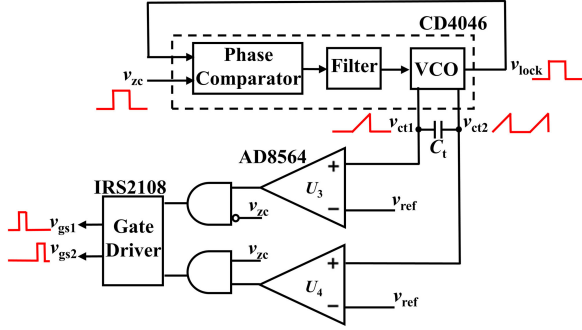 CD4046
Phase
Comparator
Filter
VCO
v_zc
v_lock
v_ct1
v_ct2
C_t
AD8564
IRS2108
U_3
v_zc
v_ref
v_gs1
v_gs2
Gate
Driver
v_zc
U_4
v_ref
+
−
+
−